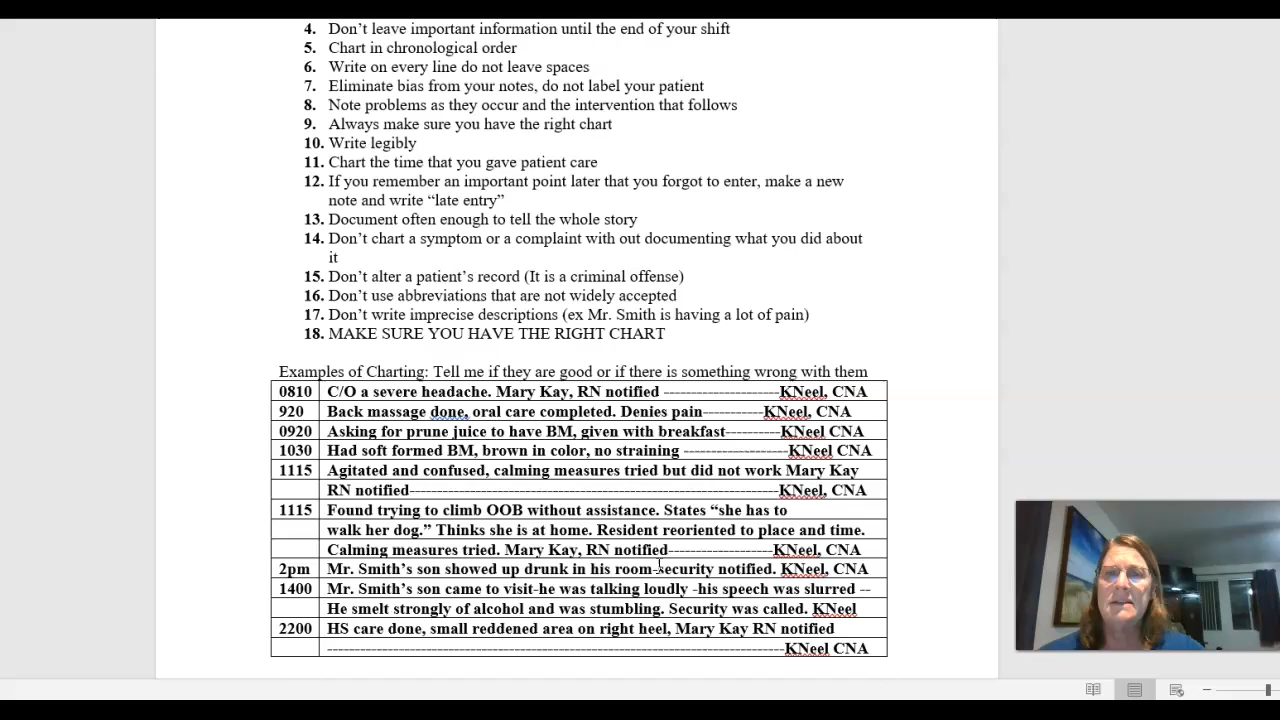 4. Don’t leave important information until the end of your shift
5. Chart in chronological order
6. Write on every line do not leave spaces
7. Eliminate bias from your notes, do not label your patient
8. Note problems as they occur and the intervention that follows
9. Always make sure you have the right chart
10. Write legibly
11. Chart the time that you gave patient care
12. If you remember an important point later that you forgot to enter, make a new
note and write “late entry”
13. Document often enough to tell the whole story
14. Don’t chart a symptom or a complaint with out documenting what you did about
it
15. Don’t alter a patient’s record (It is a criminal offense)
16. Don’t use abbreviations that are not widely accepted
17. Don’t write imprecise descriptions (ex Mr. Smith is having a lot of pain)
18. MAKE SURE YOU HAVE THE RIGHT CHART
Examples of Charting: Tell me if they are good or if there is something wrong with them
0810 C/O a severe headache. Mary Kay, RN notified ---------------------KNeel, CNA
920 Back massage done, oral care completed. Denies pain-----------KNeel, CNA
0920 Asking for prune juice to have BM, given with breakfast----------KNeel CNA
1030 Had soft formed BM, brown in color, no straining -------------------KNeel CNA
1115 Agitated and confused, calming measures tried but did not work Mary Kay
RN notified------------------------------------------------------------------KNeel, CNA
1115 Found trying to climb OOB without assistance. States “she has to
walk her dog.” Thinks she is at home. Resident reoriented to place and time.
Calming measures tried. Mary Kay, RN notified-------------------KNeel, CNA
2pm Mr. Smith’s son showed up drunk in his room-security notified. KNeel, CNA
1400 Mr. Smith’s son came to visit-he was talking loudly -his speech was slurred --
He smelt strongly of alcohol and was stumbling. Security was called. KNeel
2200 HS care done, small reddened area on right heel, Mary Kay RN notified
-----------------------------------------------------------------------------------KNeel CNA